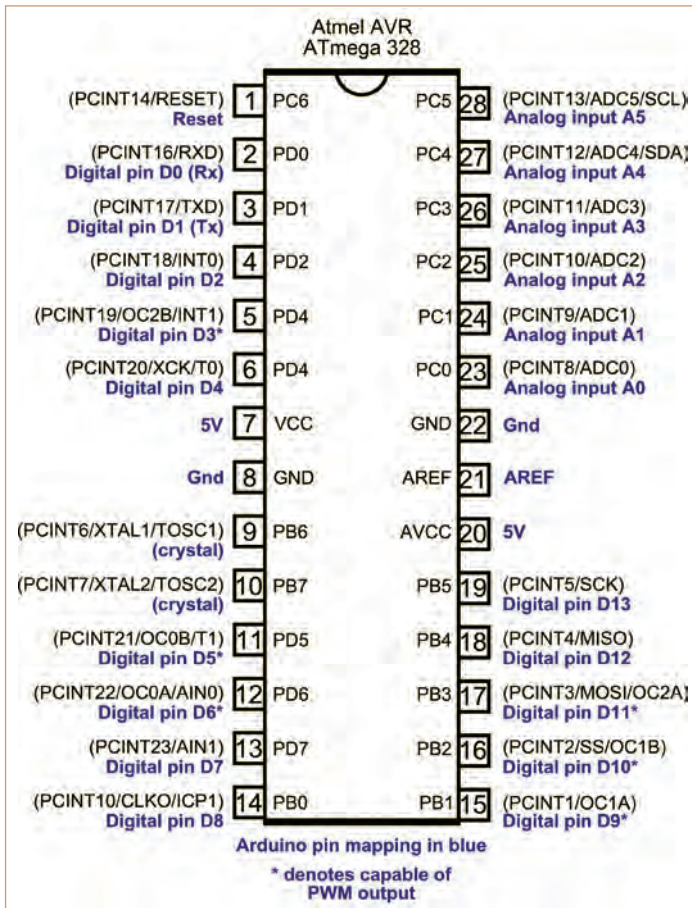 Atmel AVR
ATmega 328
(PCINT14/RESET) 1 PC6 PC5 28 (PCINT13/ADC5/SCL)
Reset Analog input A5
(PCINT16/RXD) 2 PD0 PC4 27 (PCINT12/ADC4/SDA)
Digital pin D0 (Rx) Analog input A4
(PCINT17/TXD) 3 PD1 PC3 26 (PCINT11/ADC3)
Digital pin D1 (Tx) Analog input A3
(PCINT18/INT0) 4 PD2 PC2 25 (PCINT10/ADC2)
Digital pin D2 Analog input A2
(PCINT19/OC2B/INT1) 5 PD4 PC1 24 (PCINT9/ADC1)
Digital pin D3* Analog input A1
(PCINT20/XCK/T0) 6 PD4 PC0 23 (PCINT8/ADC0)
Digital pin D4 Analog input A0
5V 7 VCC GND 22 Gnd
Gnd 8 GND AREF 21 AREF
(PCINT6/XTAL1/TOSC1) 9 PB6 AVCC 20 5V
(crystal)
(PCINT7/XTAL2/TOSC2) 10 PB7 PB5 19 (PCINT5/SCK)
(crystal) Digital pin D13
(PCINT21/OC0B/T1) 11 PD5 PB4 18 (PCINT4/MISO)
Digital pin D5* Digital pin D12
(PCINT22/OC0A/AIN0) 12 PD6 PB3 17 (PCINT3/MOSI/OC2A)
Digital pin D6* Digital pin D11*
(PCINT23/AIN1) 13 PD7 PB2 16 (PCINT2/SS/OC1B)
Digital pin D7 Digital pin D10*
(PCINT10/CLKO/ICP1) 14 PB0 PB1 15 (PCINT1/OC1A)
Digital pin D8 Digital pin D9*
Arduino pin mapping in blue
* denotes capable of
PWM output